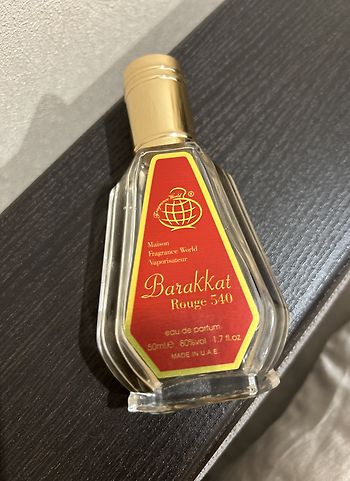 Maison
Fragrance World
Vaporisateur
Barakkat
Rouge 540
eau de parfum
50ml e 80%vol 1.7 fl.oz.
MADE IN U.A.E.